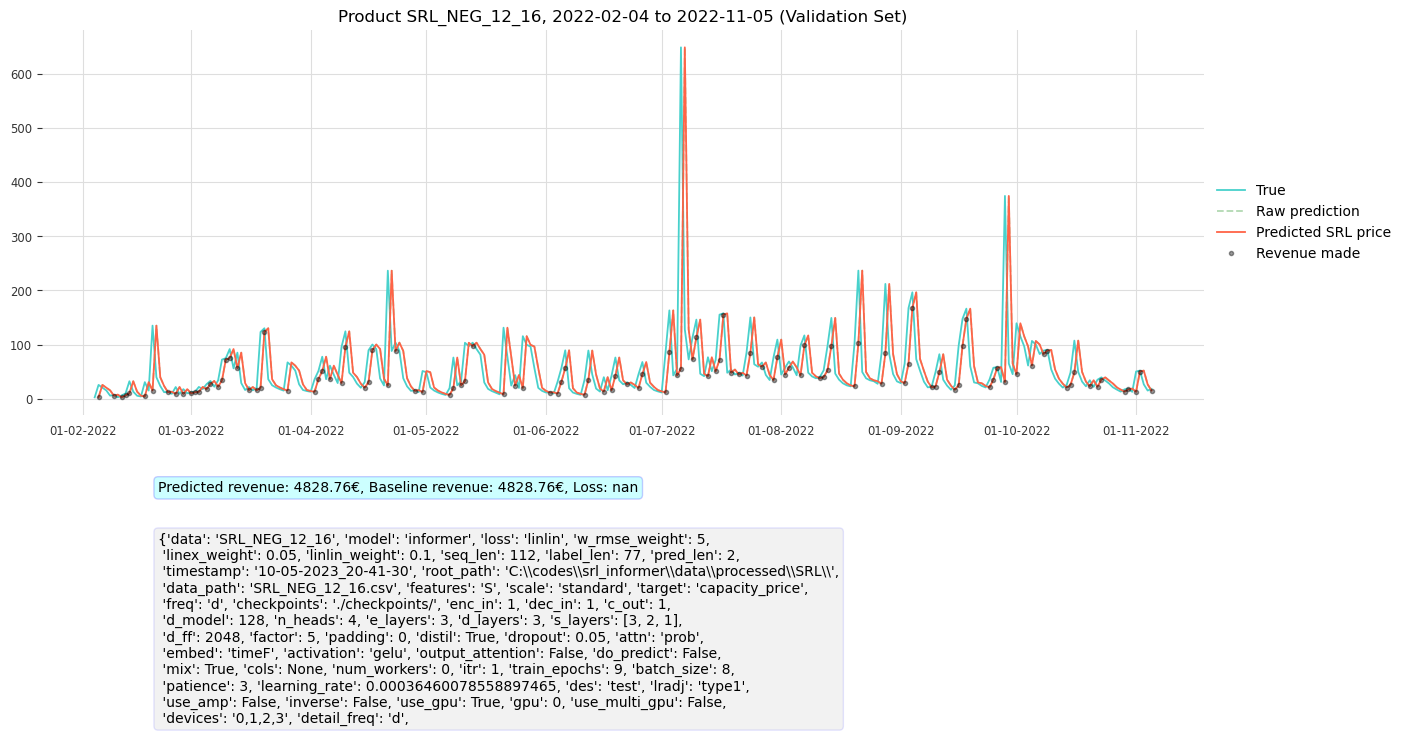 Product SRL_NEG_12_16, 2022-02-04 to 2022-11-05 (Validation Set)
600
500
400
300
200
100
0
01-02-2022 01-03-2022 01-04-2022 01-05-2022 01-06-2022 01-07-2022 01-08-2022 01-09-2022 01-10-2022 01-11-2022
True
Raw prediction
Predicted SRL price
Revenue made
Predicted revenue: 4828.76€, Baseline revenue: 4828.76€, Loss: nan
{'data': 'SRL_NEG_12_16', 'model': 'informer', 'loss': 'linlin', 'w_rmse_weight': 5,
'linex_weight': 0.05, 'linlin_weight': 0.1, 'seq_len': 112, 'label_len': 77, 'pred_len': 2,
'timestamp': '10-05-2023_20-41-30', 'root_path': 'C:\\codes\\srl_informer\\data\\processed\\SRL\\',
'data_path': 'SRL_NEG_12_16.csv', 'features': 'S', 'scale': 'standard', 'target': 'capacity_price',
'freq': 'd', 'checkpoints': './checkpoints/', 'enc_in': 1, 'dec_in': 1, 'c_out': 1,
'd_model': 128, 'n_heads': 4, 'e_layers': 3, 'd_layers': 3, 's_layers': [3, 2, 1],
'd_ff': 2048, 'factor': 5, 'padding': 0, 'distil': True, 'dropout': 0.05, 'attn': 'prob',
'embed': 'timeF', 'activation': 'gelu', 'output_attention': False, 'do_predict': False,
'mix': True, 'cols': None, 'num_workers': 0, 'itr': 1, 'train_epochs': 9, 'batch_size': 8,
'patience': 3, 'learning_rate': 0.00036460078558897465, 'des': 'test', 'lradj': 'type1',
'use_amp': False, 'inverse': False, 'use_gpu': True, 'gpu': 0, 'use_multi_gpu': False,
'devices': '0,1,2,3', 'detail_freq': 'd',